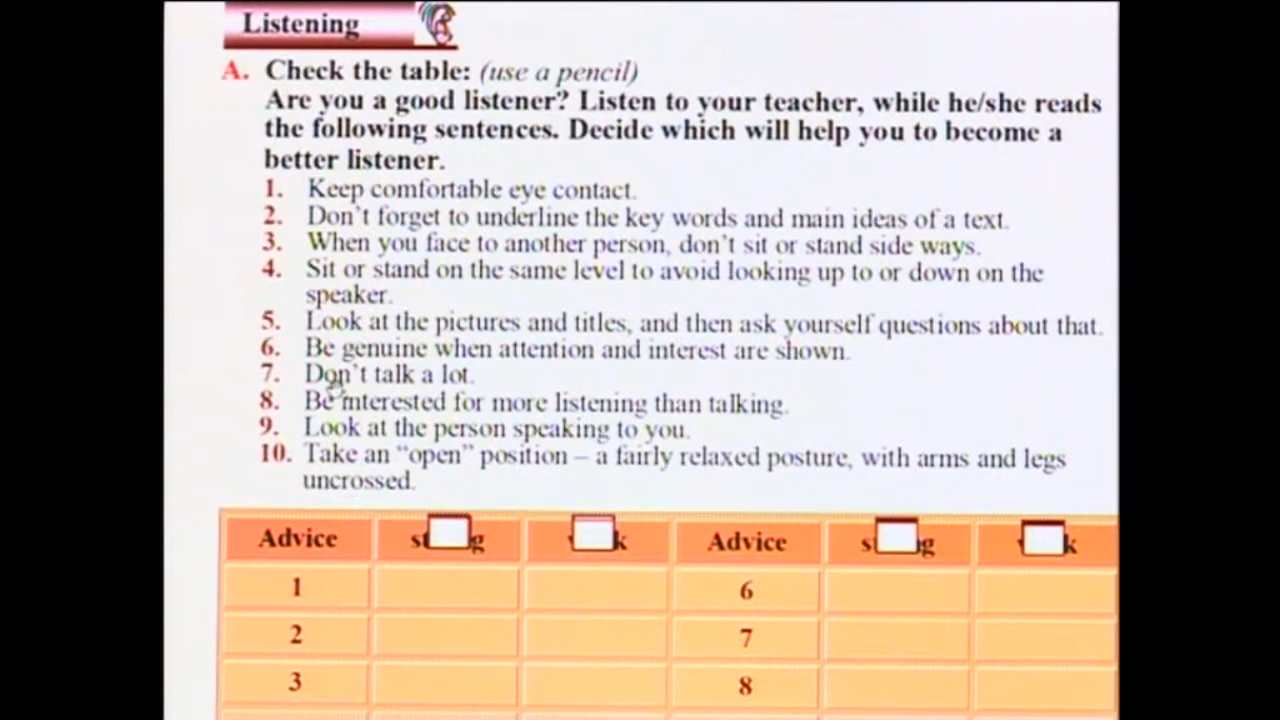 Listening
A. Check the table: (use a pencil)
Are you a good listener? Listen to your teacher, while he/she reads
the following sentences. Decide which will help you to become a
better listener.
1. Keep comfortable eye contact.
2. Don't forget to underline the key words and main ideas of a text.
3. When you face to another person, don't sit or stand side ways.
4. Sit or stand on the same level to avoid looking up to or down on the
speaker.
5. Look at the pictures and titles, and then ask yourself questions about that.
6. Be genuine when attention and interest are shown.
7. Don't talk a lot.
8. Be interested for more listening than talking.
9. Look at the person speaking to you.
10. Take an “open” position – a fairly relaxed posture, with arms and legs
uncrossed.
Advice Advice
1 6
2 7
3 8